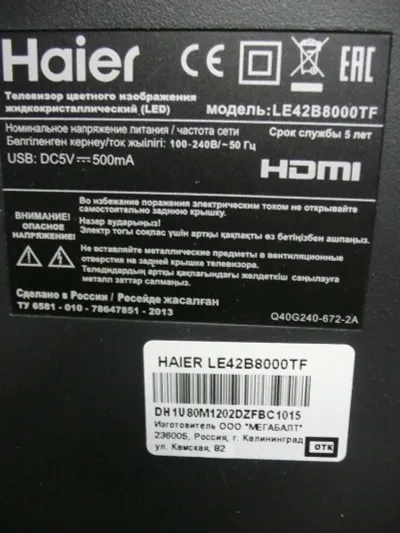 Haier
Телевизор цветного изображения
жидкокристаллический (LED)
МОДЕЛЬ:LE42B8000TF
Номинальное напряжение питания / частота сети
Срок службы 5 лет
Белгіленген кернеу/ток жыілігі: 100-240В/~50 Гц
USB: DC5V 500mA
HDMI
ВНИМАНИЕ!
ОПАСНОЕ
НАПРЯЖЕНИЕ!
Во избежание поражения электрическим током не открывайте
самостоятельно заднюю крышку.
Назар аударыңыз!
Электр тогы соқпас үшін артқы қақпақты өз бетіңізбен ашпаңыз.
Не вставляйте металлические предметы в вентиляционные
отверстия на задней крышке телевизора.
Теледидардың артқы қақпағындағы желдеткіш саңылауға
металл заттар салмаңыз.
Сделано в России / Ресейде жасалған
ТУ 6581 - 010 - 78647851 - 2013
Q40G240-672-2A
HAIER LE42B8000TF
DH1U80M1202DZFBC1015
Изготовитель ООО "МЕГАБАЛТ"
236005, Россия, г. Калининград
ул. Камская, 82
ОТК